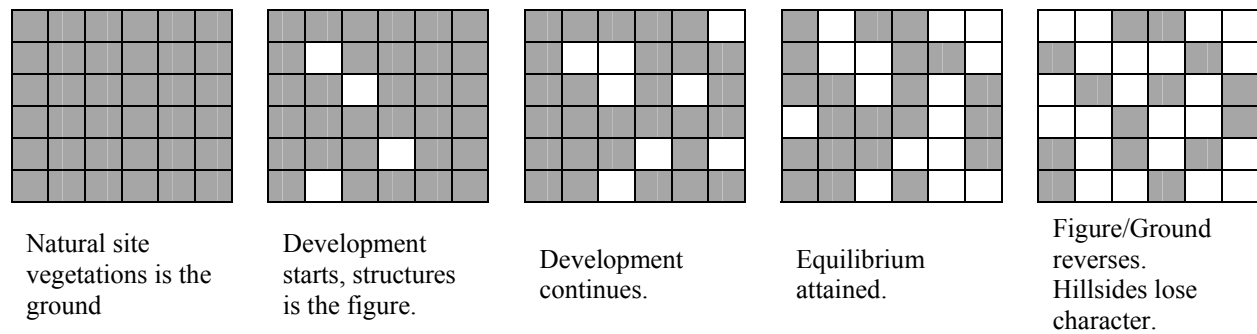 Natural site
vegetations is the
ground
Development
starts, structures
is the figure.
Development
continues.
Equilibrium
attained.
Figure/Ground
reverses.
Hillsides lose
character.